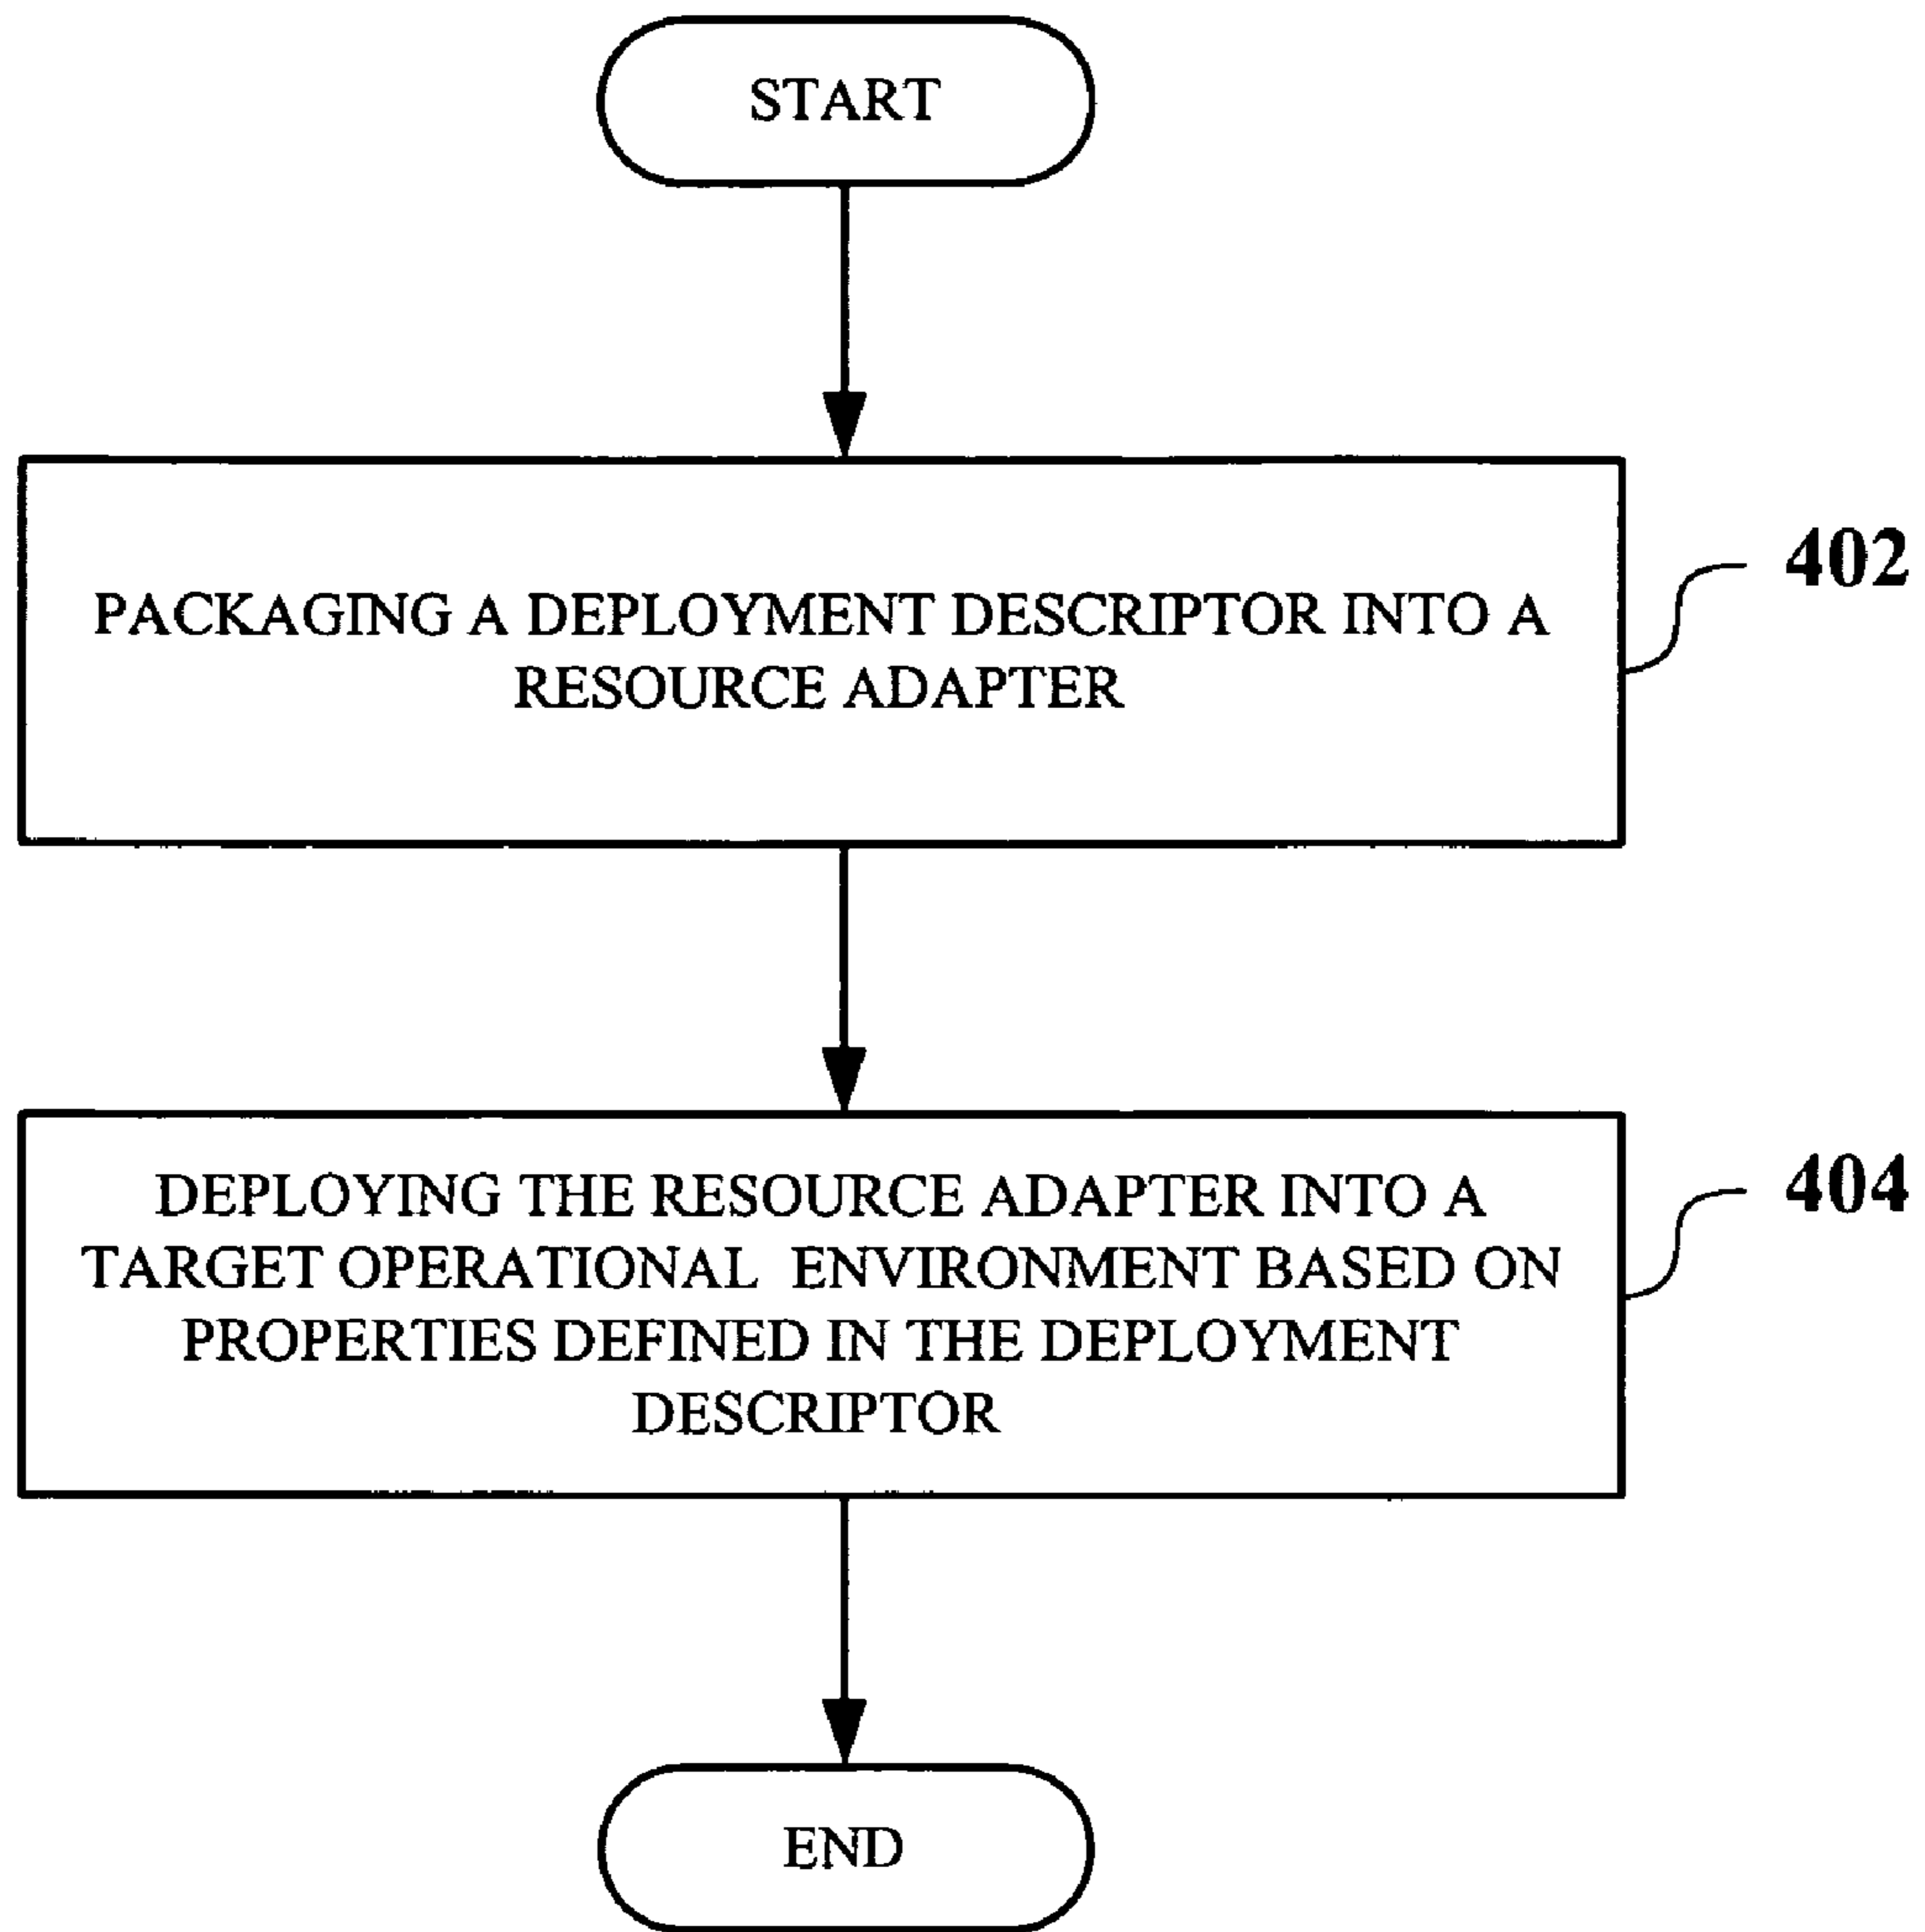 START
PACKAGING A DEPLOYMENT DESCRIPTOR INTO A
RESOURCE ADAPTER
402
DEPLOYING THE RESOURCE ADAPTER INTO A
TARGET OPERATIONAL ENVIRONMENT BASED ON
PROPERTIES DEFINED IN THE DEPLOYMENT
DESCRIPTOR
404
END